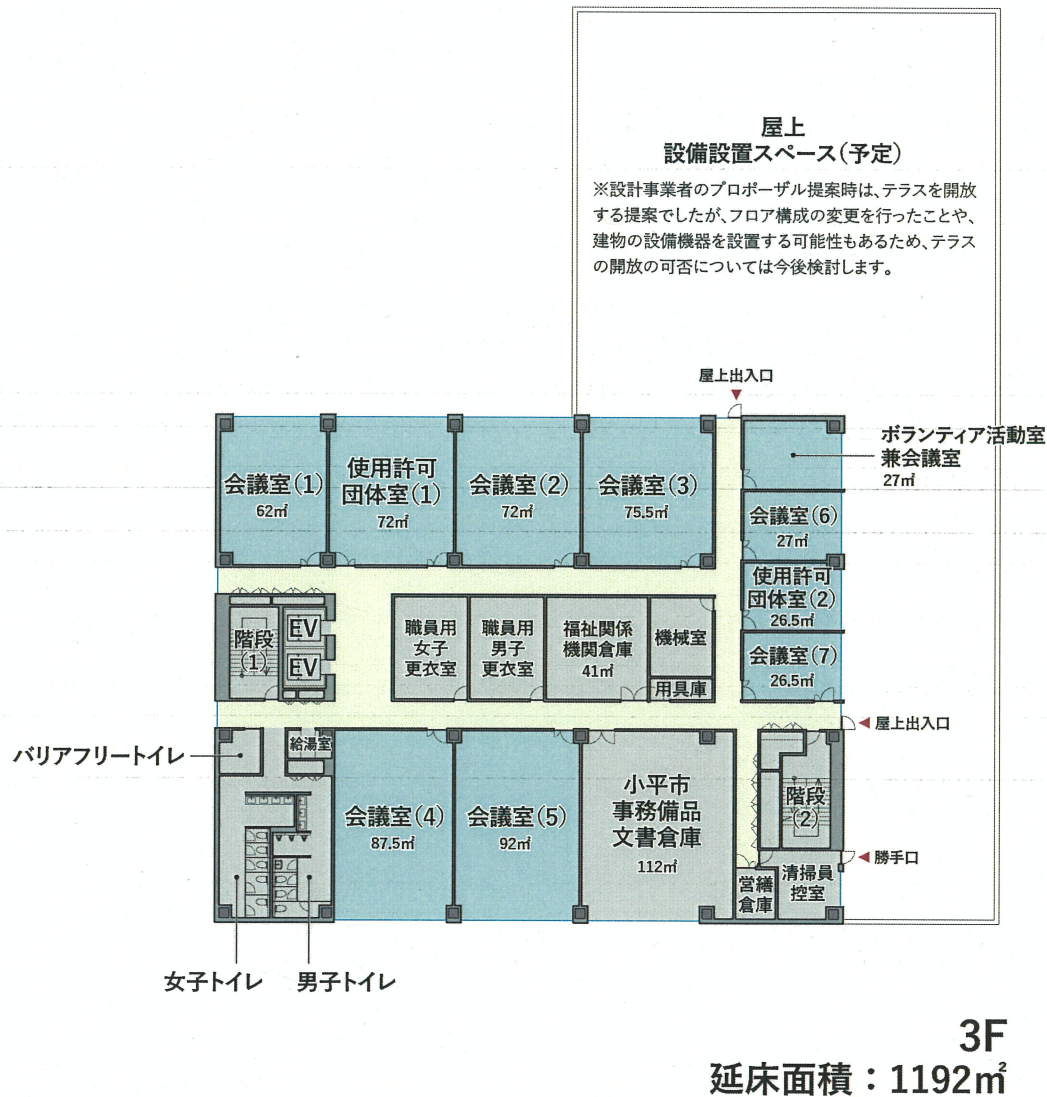 屋上
設備設置スペース(予定)
※設計事業者のプロポーザル提案時は、テラスを開放
する提案でしたが、フロア構成の変更を行ったことや、
建物の設備機器を設置する可能性もあるため、テラス
の開放の可否については今後検討します。
屋上出入口
ボランティア活動室
兼会議室
27㎡
会議室(1)
62㎡
使用許可
団体室(1)
72㎡
会議室(2)
72㎡
会議室(3)
75.5㎡
会議室(6)
27㎡
使用許可
団体室(2)
26.5㎡
会議室(7)
26.5㎡
階段
(1)
EV
EV
職員用
女子
更衣室
職員用
男子
更衣室
福祉関係
機関倉庫
41㎡
機械室
用具庫
屋上出入口
バリアフリートイレ
給湯室
会議室(4)
87.5㎡
会議室(5)
92㎡
小平市
事務備品
文書倉庫
112㎡
階段
(2)
勝手口
営繕
倉庫
清掃員
控室
女子トイレ
男子トイレ
3F
延床面積：1192㎡